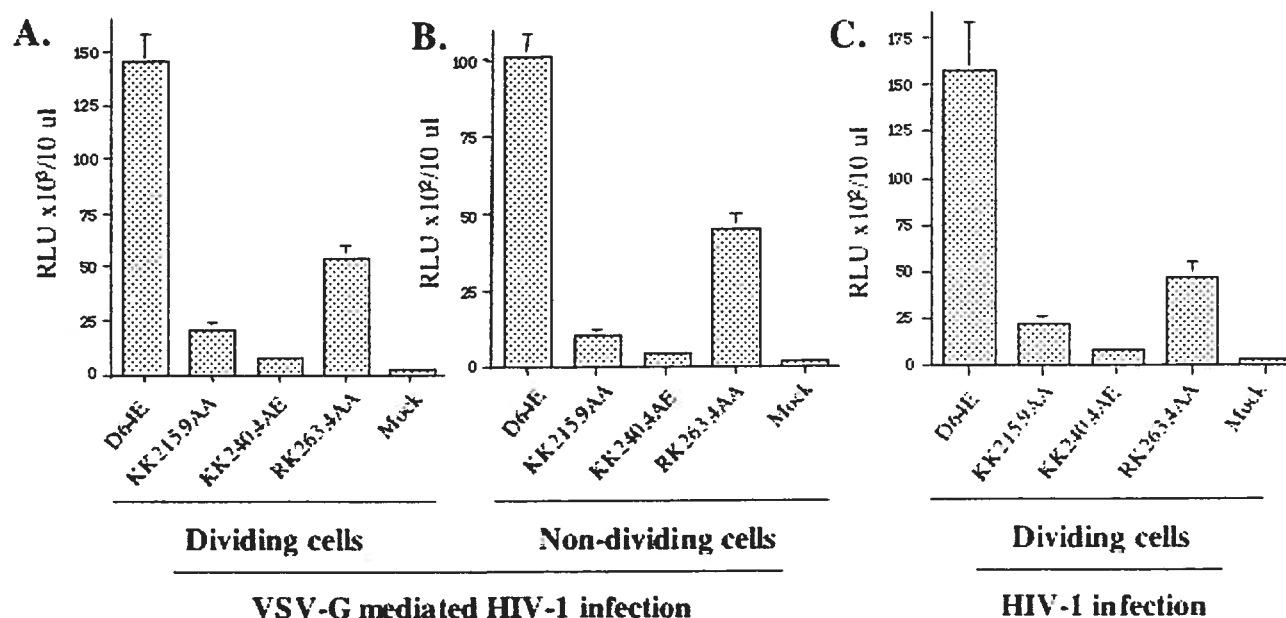 A.
RLU x10³/10 ul
150
125
100
75
50
25
0
D64E
KK215,9AA
KK240,4AE
RK263,4AA
Mock
Dividing cells
B.
RLU x10²/10 ul
100
75
50
25
0
D64E
KK215,9AA
KK240,4AE
RK263,4AA
Mock
Non-dividing cells
VSV-G mediated HIV-1 infection
C.
RLU x10²/10 ul
175
150
125
100
75
50
25
0
D64E
KK215,9AA
KK240,4AE
RK263,4AA
Mock
Dividing cells
HIV-1 infection